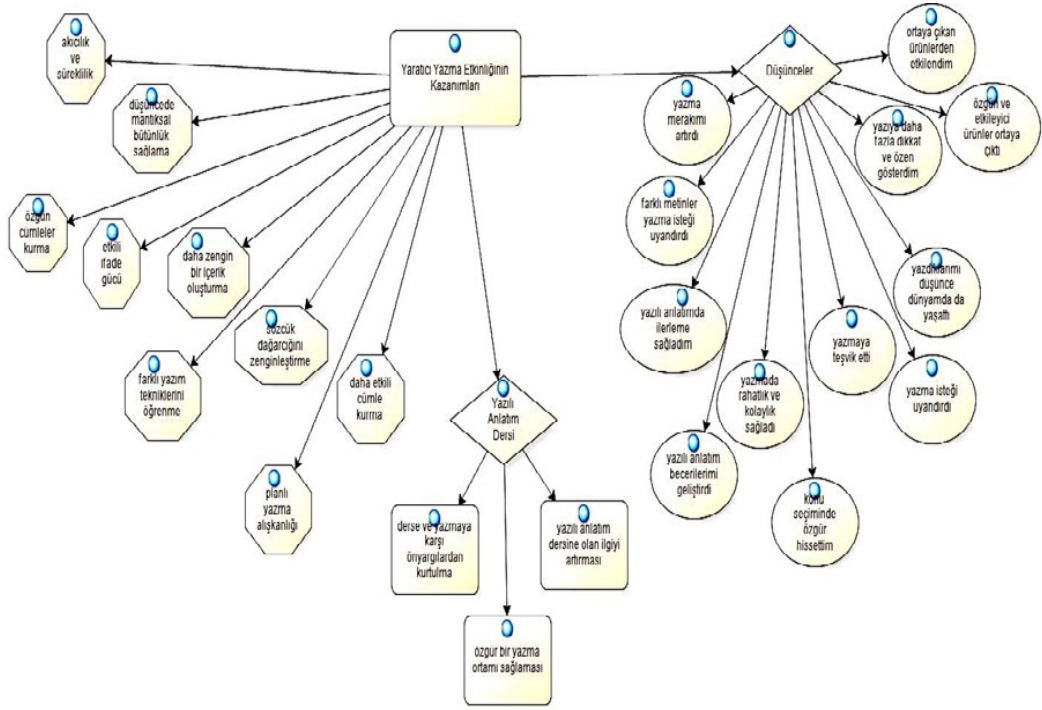 akıcılık
ve
süreklilik
Yaratıcı Yazma Etkinliğinin
Kazanımları
Düşünceler
ortaya çıkan
ürünlerden
etkilendim
düşüncede
mantıksal
bütünlük
sağlama
yazma
merakımı
artırdı
yazıya daha
fazla dikkat
ve özen
gösterdim
özgün ve
etkileyici
ürünler ortaya
çıktı
özgün
cümleler
kurma
etkili
ifade
gücü
daha zengin
bir içerik
oluşturma
farklı metinler
yazma isteği
uyandırdı
yazdıklarımı
düşünce
dünyamda da
yaşattı
sözcük
dağarcığını
zenginleştirme
yazılı anlatımda
ilerleme
sağladım
yazmaya
teşvik etti
farklı yazım
tekniklerini
öğrenme
daha etkili
cümle
kurma
Yazılı
Anlatım
Dersi
yazmada
rahatlık ve
kolaylık
sağladı
yazma isteği
uyandırdı
yazılı anlatım
becerilerimi
geliştirdi
planlı
yazma
alışkanlığı
derse ve yazmaya
karşı
önyargılardan
kurtulma
yazılı anlatım
dersine olan ilgiyi
artırması
konu
seçiminde
özgür
hissettim
özgür bir yazma
ortamı sağlaması